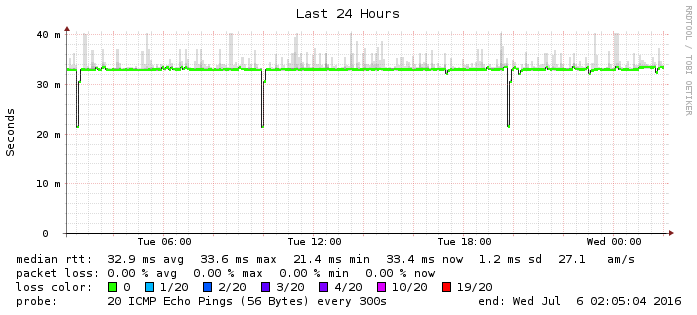 Last 24 Hours
RRDTOOL / TOBI OETIKER
Seconds
40 m
30 m
20 m
10 m
0
Tue 06:00 Tue 12:00 Tue 18:00 Wed 00:00
median rtt: 32.9 ms avg 33.6 ms max 21.4 ms min 33.4 ms now 1.2 ms sd 27.1 am/s
packet loss: 0.00 % avg 0.00 % max 0.00 % min 0.00 % now
loss color: 0 1/20 2/20 3/20 4/20 10/20 19/20
probe: 20 ICMP Echo Pings (56 Bytes) every 300s end: Wed Jul 6 02:05:04 2016